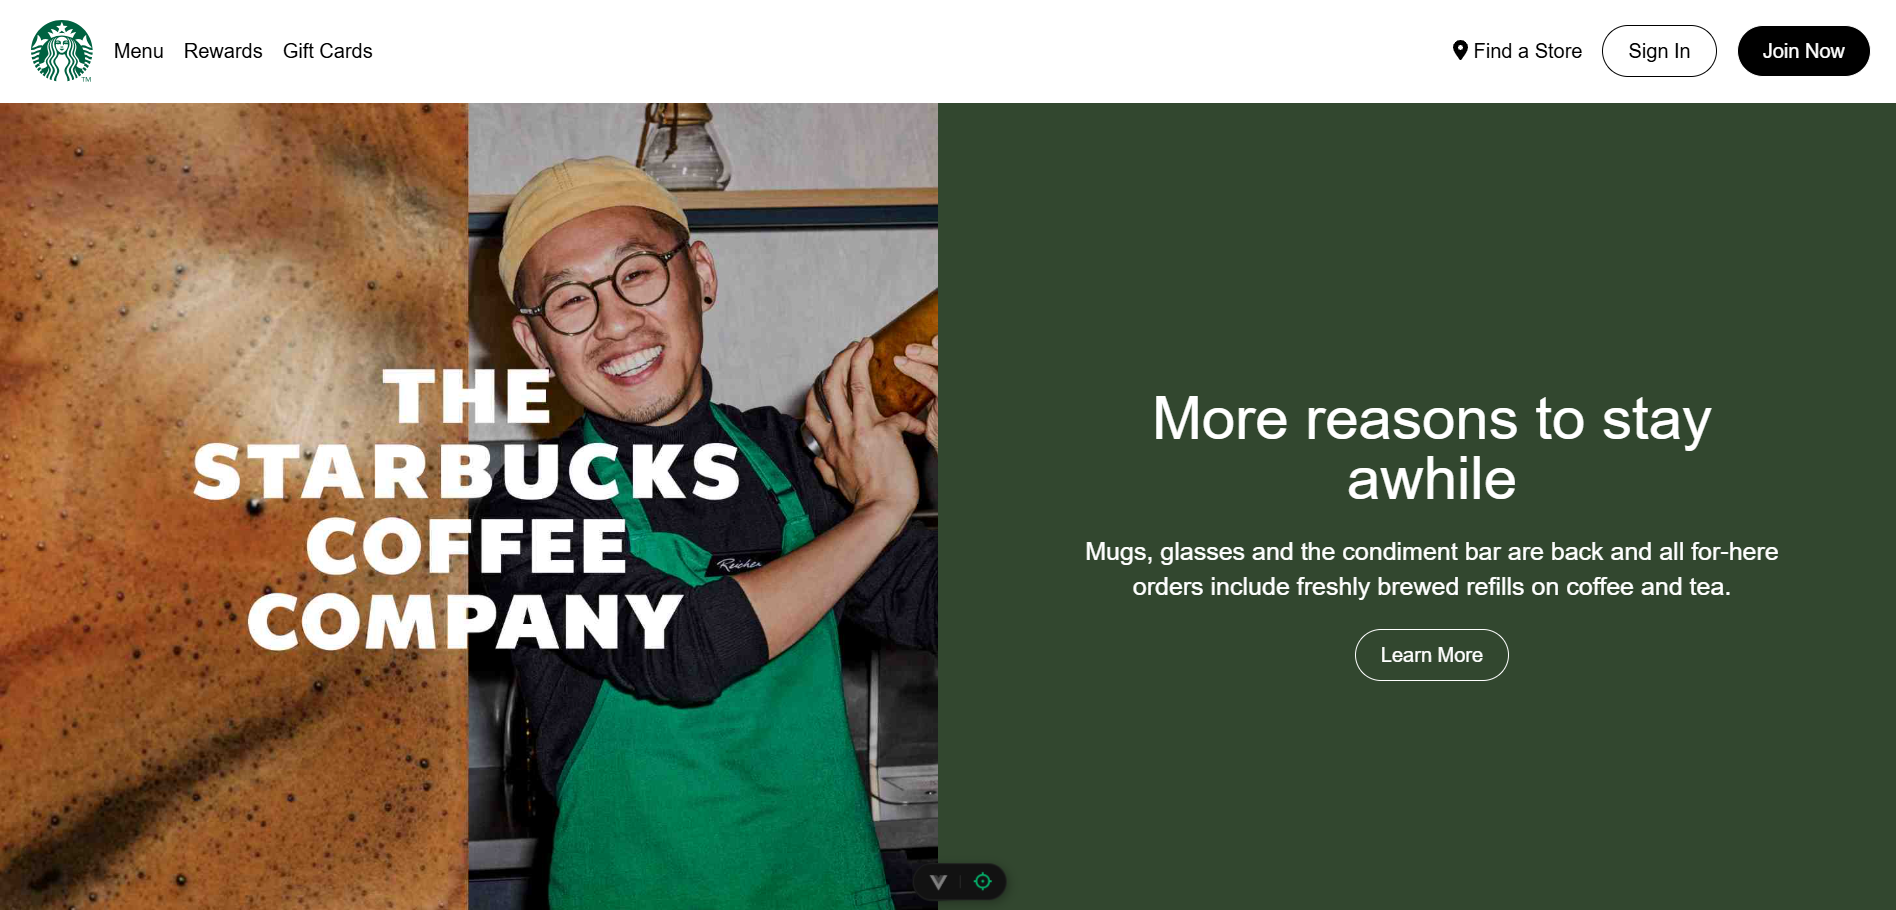 Menu Rewards Gift Cards
Find a Store Sign In Join Now
THE
STARBUCKS
COFFEE
COMPANY
Reichen
More reasons to stay
awhile
Mugs, glasses and the condiment bar are back and all for-here
orders include freshly brewed refills on coffee and tea.
Learn More
TM